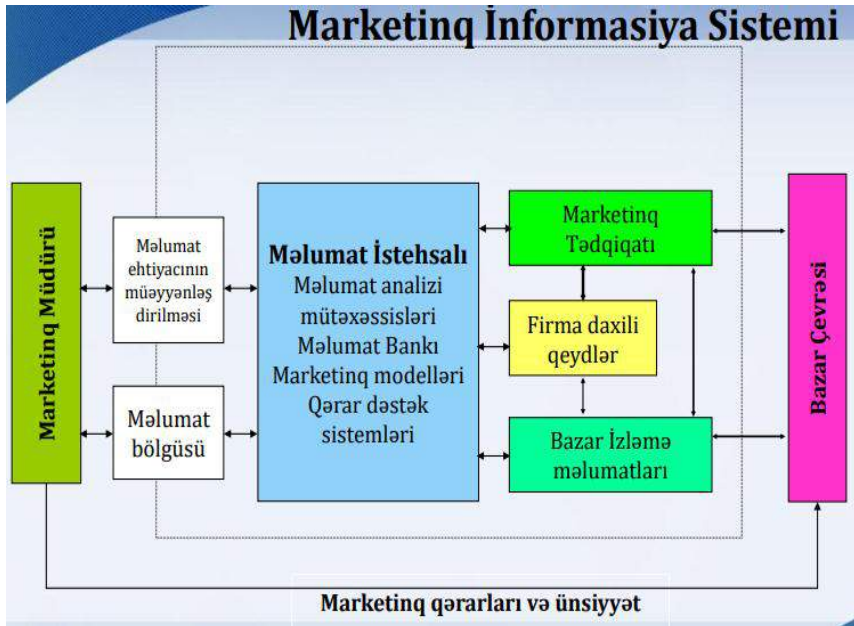 Marketinq İnformasiya Sistemi
Marketinq Müdürü
Məlumat
ehtiyacının
müəyyənləş
dirilməsi
Məlumat
bölgüsü
Məlumat İstehsalı
Məlumat analizi
mütəxəssisləri
Məlumat Bankı
Marketinq modelləri
Qərar dəstək
sistemləri
Marketinq
Tədqiqatı
Firma daxili
qeydlər
Bazar İzləmə
məlumatları
Bazar Çevrəsi
Marketinq qərarları və ünsiyyət